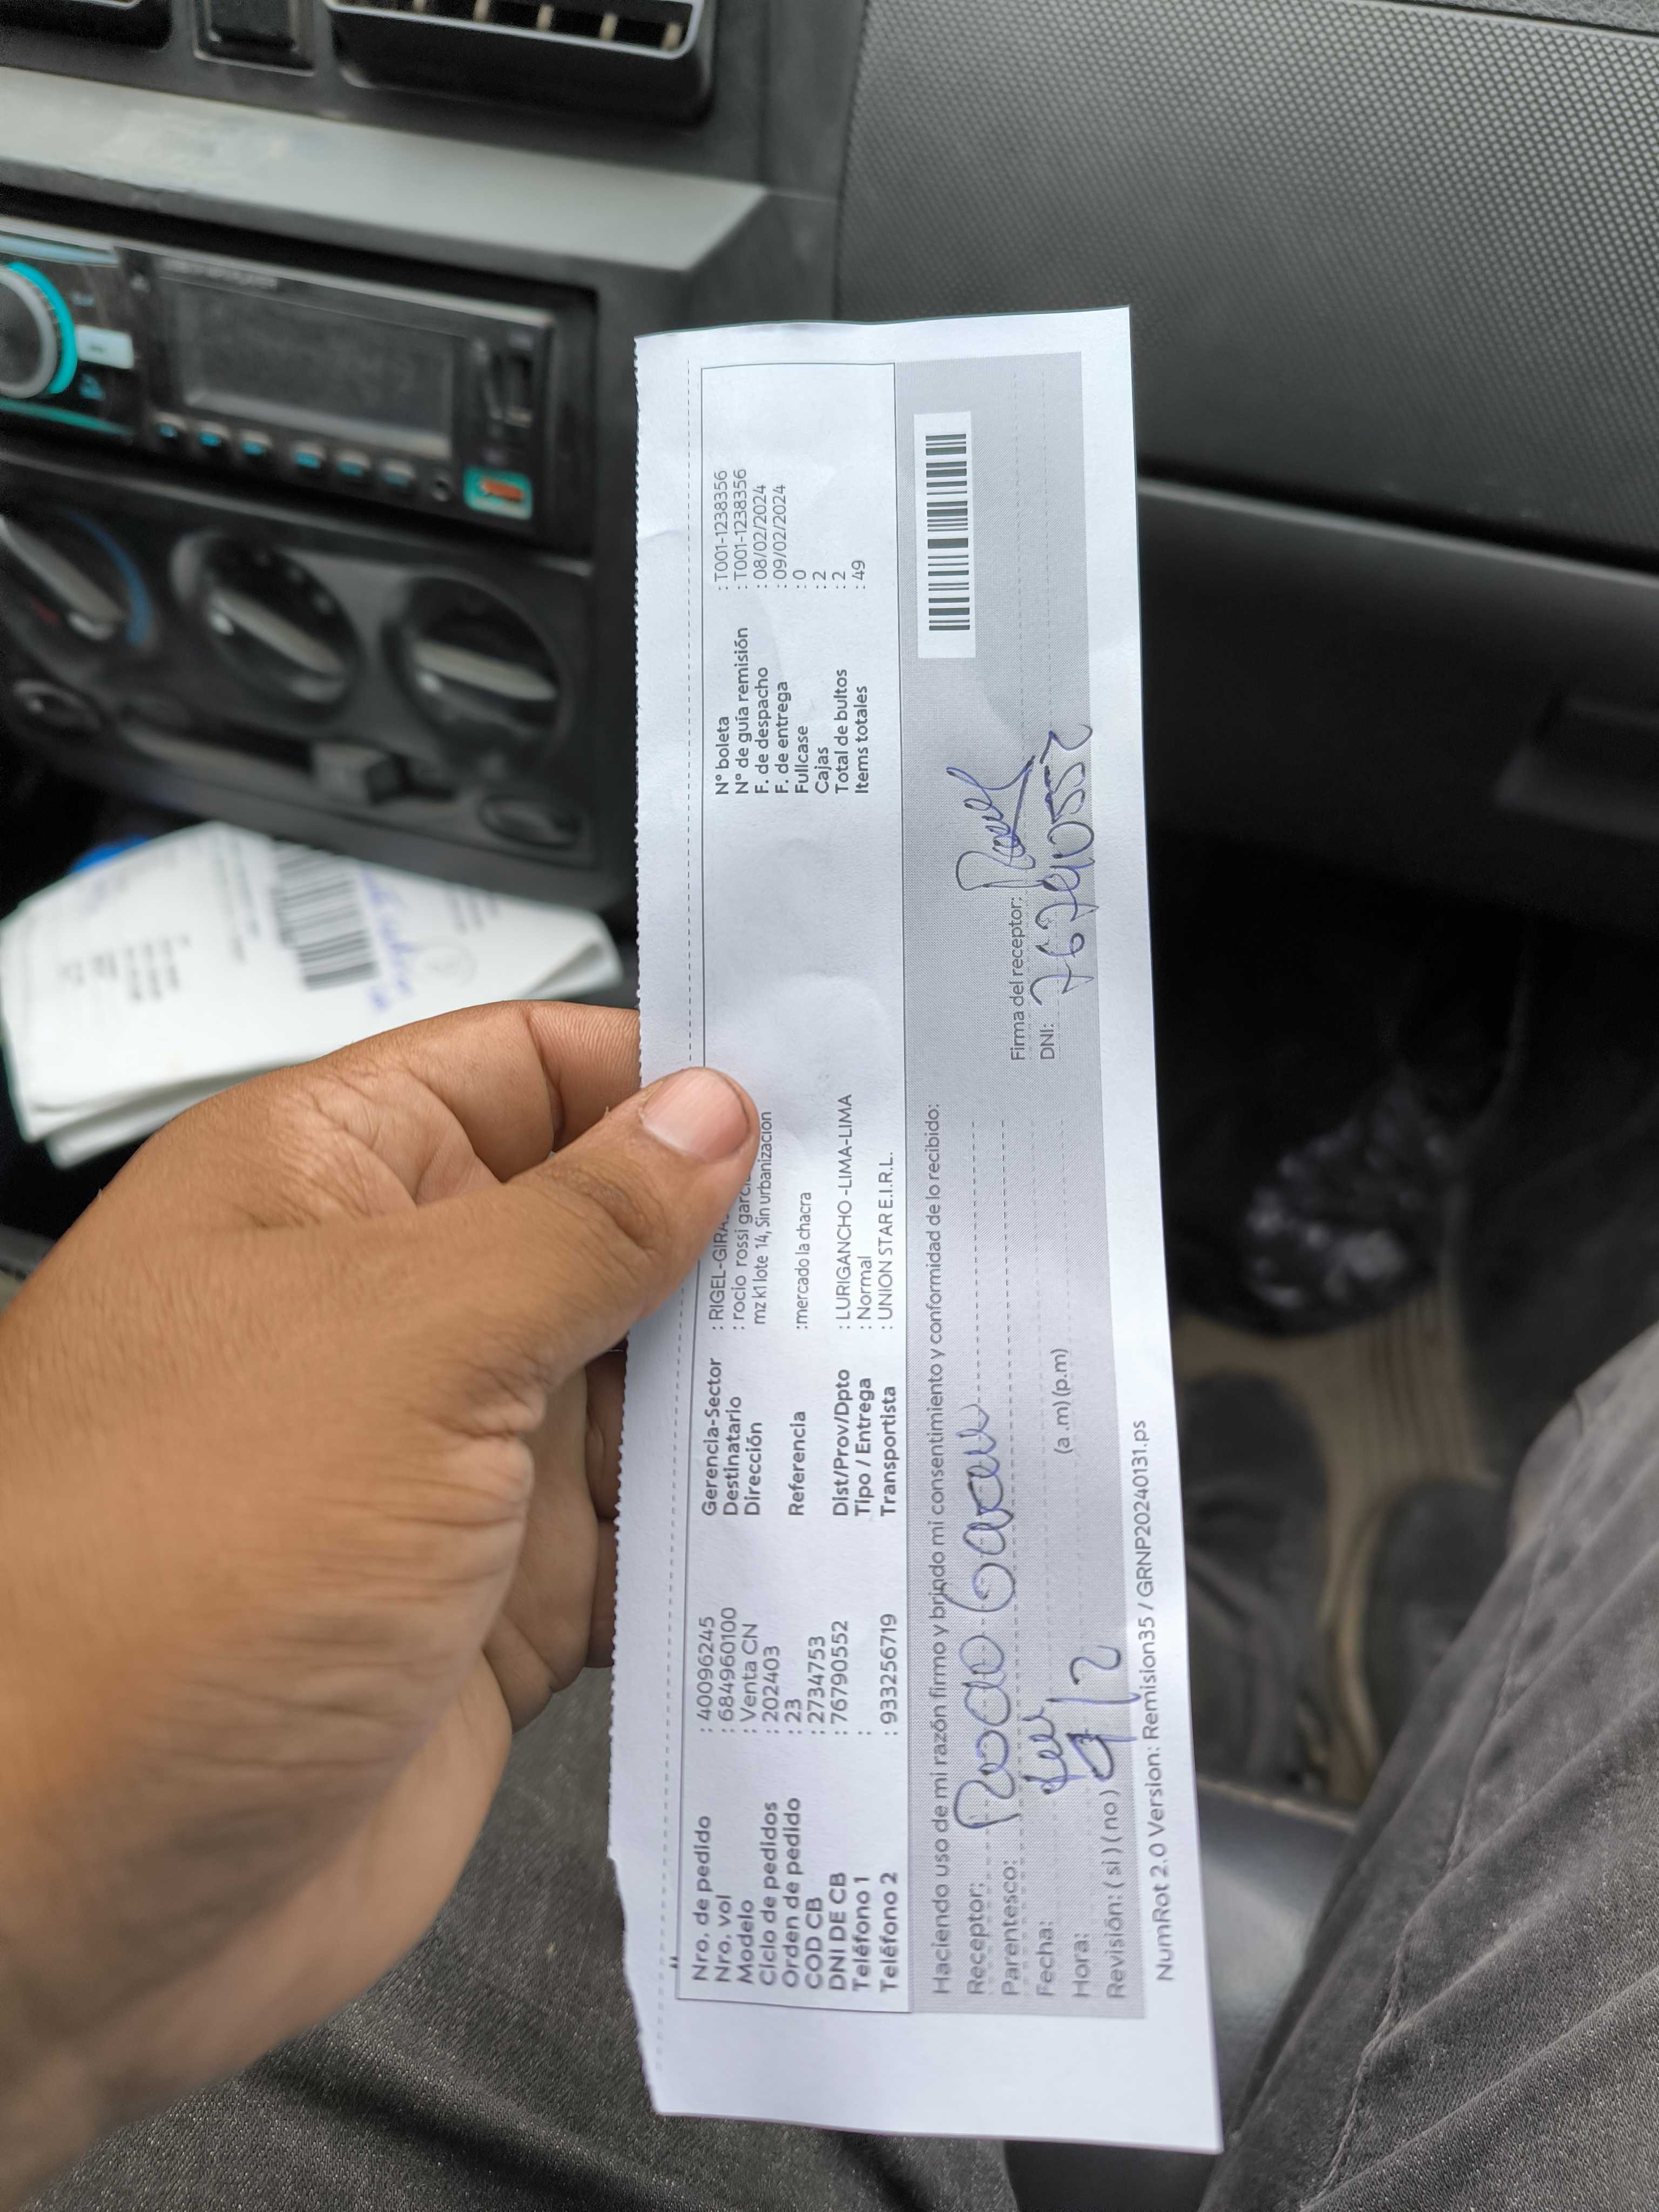 Nro. de pedido : 40096245
Nro. vol : 684960100
Modelo : Venta CN
Ciclo de pedidos : 202403
Orden de pedido : 23
COD CB : 2734753
DNI DE CB : 76790552
Teléfono 1 :
Teléfono 2 : 933256719
Gerencia-Sector : RIGEL-GIRA
Destinatario : rocio rossi garci
Dirección mz k1 lote 14, Sin urbanizacion
Referencia :mercado la chacra
Dist/Prov/Dpto : LURIGANCHO -LIMA-LIMA
Tipo / Entrega : Normal
Transportista : UNION STAR E.I.R.L.
N° boleta : T001-1238356
N° de guía remisión : T001-1238356
F. de despacho : 08/02/2024
F. de entrega : 09/02/2024
Fullcase : 0
Cajas : 2
Total de bultos : 2
Items totales : 49
Haciendo uso de mi razón firmo y brindo mi consentimiento y conformidad de lo recibido:
Receptor:
Parentesco:
Fecha: 9/2
Hora: (a .m) (p.m)
Revisión: ( si ) ( no )
Firma del receptor:
DNI: 76790552
NumRot 2.0 Version: Remision35 / GRNP20240131.ps